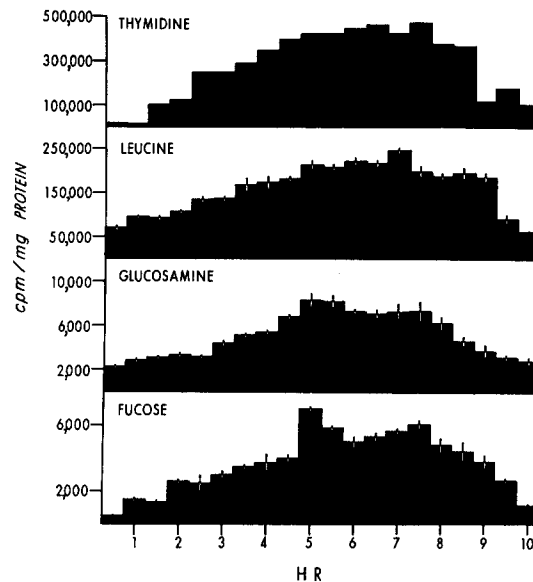 cpm/mg PROTEIN
500,000
THYMIDINE
300,000
100,000
250,000
LEUCINE
150,000
50,000
10,000
GLUCOSAMINE
6,000
2,000
FUCOSE
6,000
2,000
1 2 3 4 5 6 7 8 9 10
HR